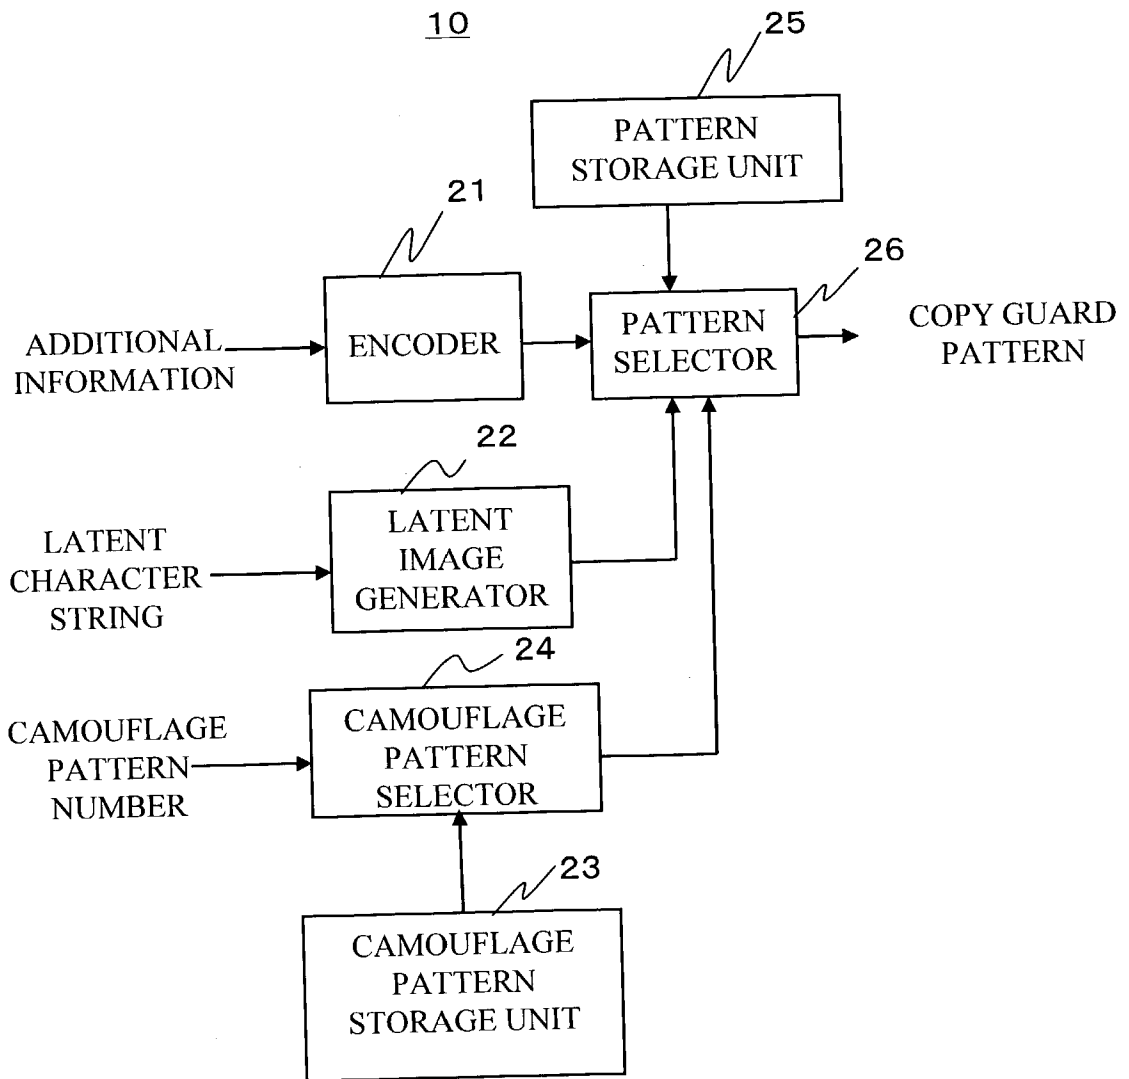 10
25
PATTERN
STORAGE UNIT
21
26
ADDITIONAL
INFORMATION
ENCODER
PATTERN
SELECTOR
COPY GUARD
PATTERN
22
LATENT
CHARACTER
STRING
LATENT
IMAGE
GENERATOR
24
CAMOUFLAGE
PATTERN
NUMBER
CAMOUFLAGE
PATTERN
SELECTOR
23
CAMOUFLAGE
PATTERN
STORAGE UNIT